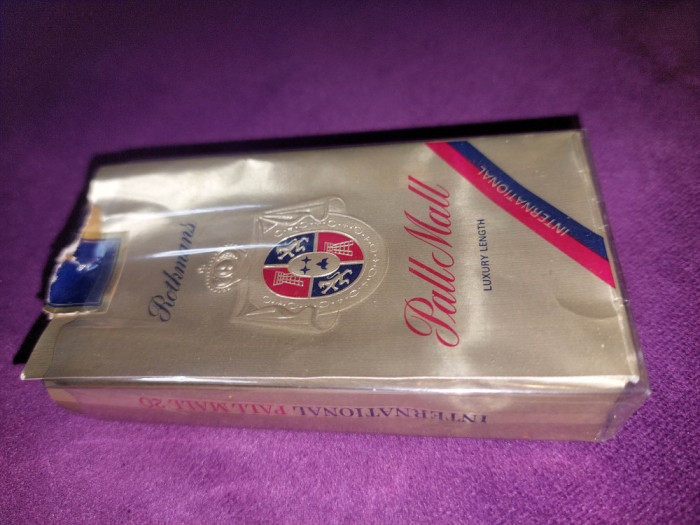 Rothmans
Pall Mall
LUXURY LENGTH
INTERNATIONAL
INTERNATIONAL PALL MALL 20